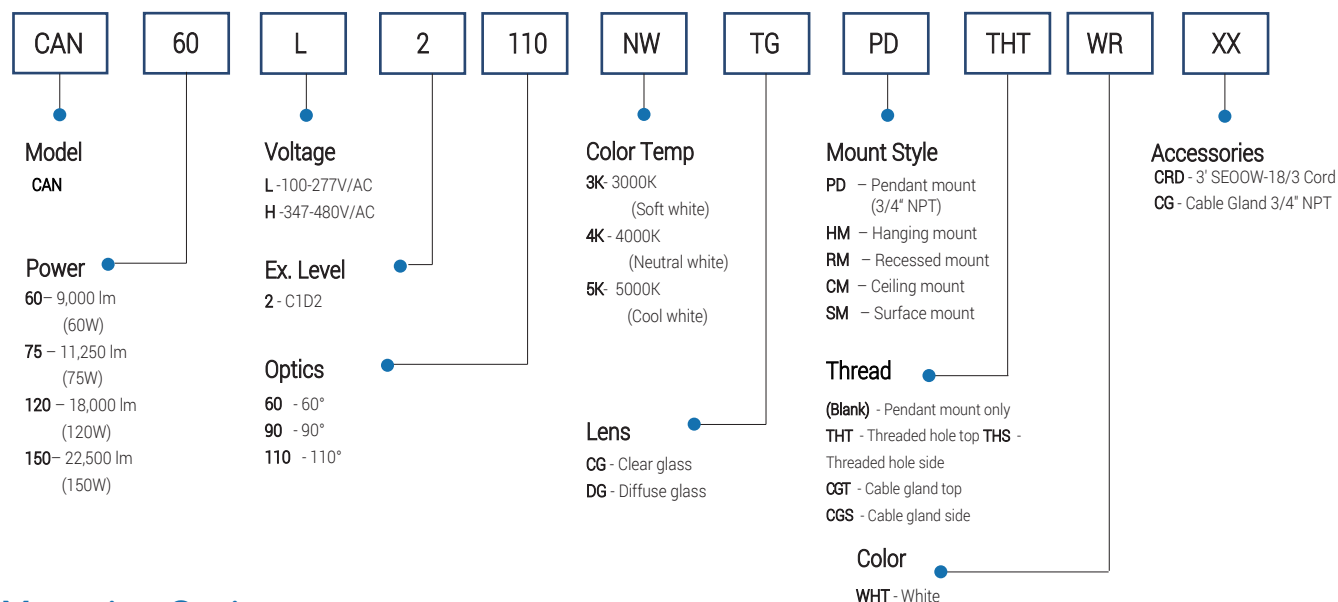 CAN 60 L 2 110 NW TG PD THT WR XX
Model
CAN
Power
60– 9,000 lm
(60W)
75 – 11,250 lm
(75W)
120 – 18,000 lm
(120W)
150– 22,500 lm
(150W)
Voltage
L -100-277V/AC
H -347-480V/AC
Ex. Level
2 - C1D2
Optics
60 - 60°
90 - 90°
110 - 110°
Color Temp
3K- 3000K
(Soft white)
4K - 4000K
(Neutral white)
5K- 5000K
(Cool white)
Lens
CG - Clear glass
DG - Diffuse glass
Mount Style
PD – Pendant mount
(3/4" NPT)
HM – Hanging mount
RM – Recessed mount
CM – Ceiling mount
SM – Surface mount
Thread
(Blank) - Pendant mount only
THT - Threaded hole top THS -
Threaded hole side
CGT - Cable gland top
CGS - Cable gland side
Color
WHT - White
Accessories
CRD - 3' SEOOW-18/3 Cord
CG - Cable Gland 3/4" NPT